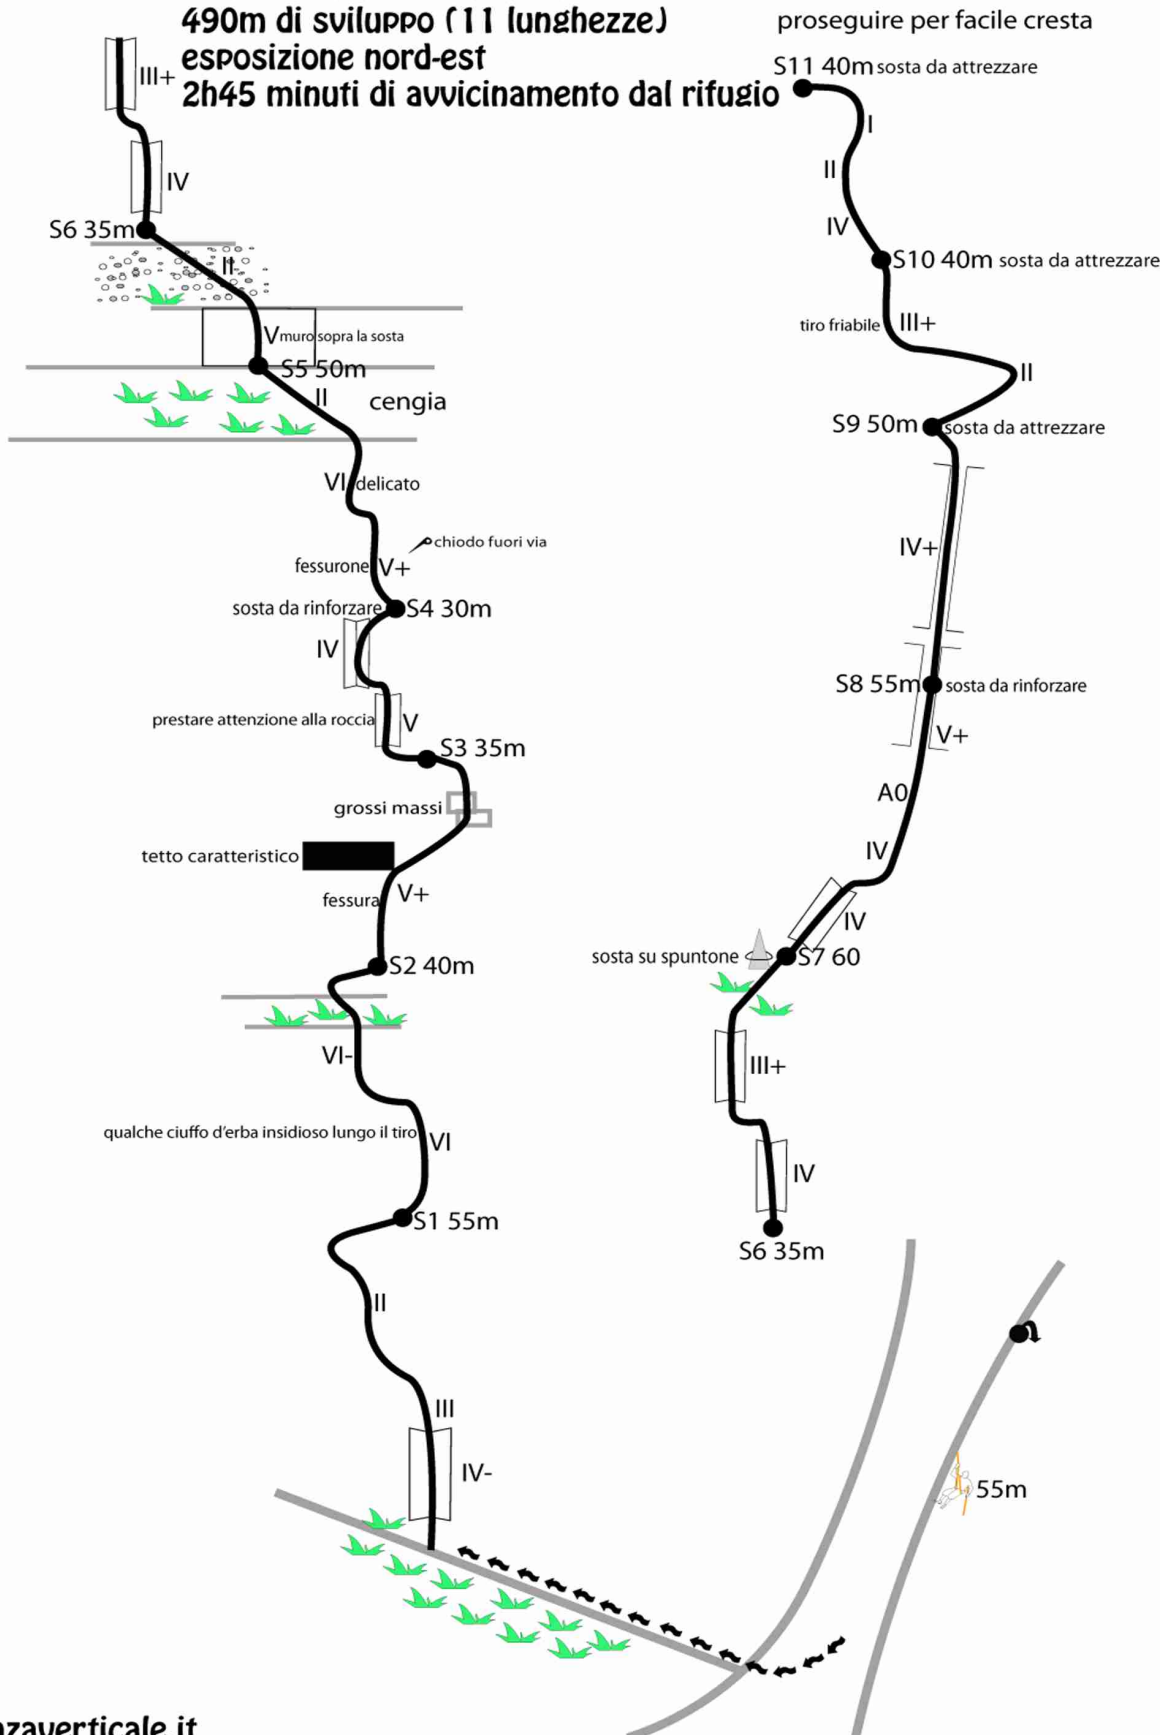 490m di sviluppo (11 lunghezze)
esposizione nord-est
2h45 minuti di avvicinamento dal rifugio
III+
IV
S6 35m
II
V muro sopra la sosta
S5 50m
II
cengia
VI delicato
chiodo fuori via
fessurone V+
sosta da rinforzare S4 30m
IV
prestare attenzione alla roccia V
S3 35m
grossi massi
tetto caratteristico
fessura V+
S2 40m
VI-
qualche ciuffo d'erba insidioso lungo il tiro VI
S1 55m
II
III
IV-
proseguire per facile cresta
S11 40m sosta da attrezzare
I
II
IV
S10 40m sosta da attrezzare
tiro friabile III+
II
S9 50m sosta da attrezzare
IV+
S8 55m sosta da rinforzare
V+
A0
IV
IV
sosta su spuntone S7 60
III+
IV
S6 35m
55m
zaverticale.it